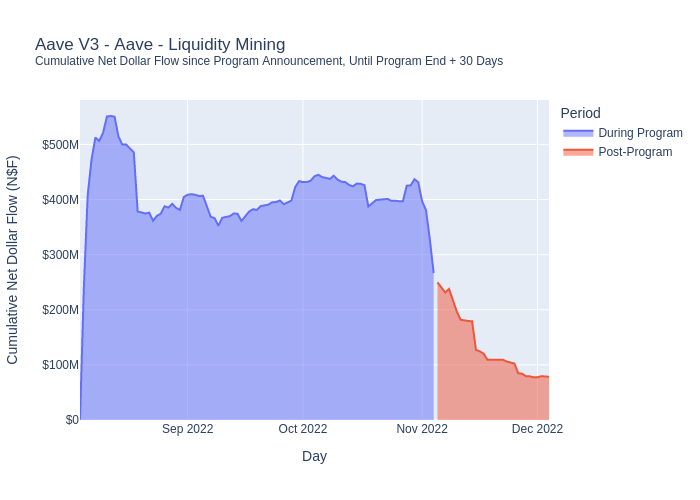 Aave V3 - Aave - Liquidity Mining
Cumulative Net Dollar Flow since Program Announcement, Until Program End + 30 Days
Period
During Program
Post-Program
Cumulative Net Dollar Flow (N$F)
$500M
$400M
$300M
$200M
$100M
$0
Sep 2022
Oct 2022
Nov 2022
Dec 2022
Day